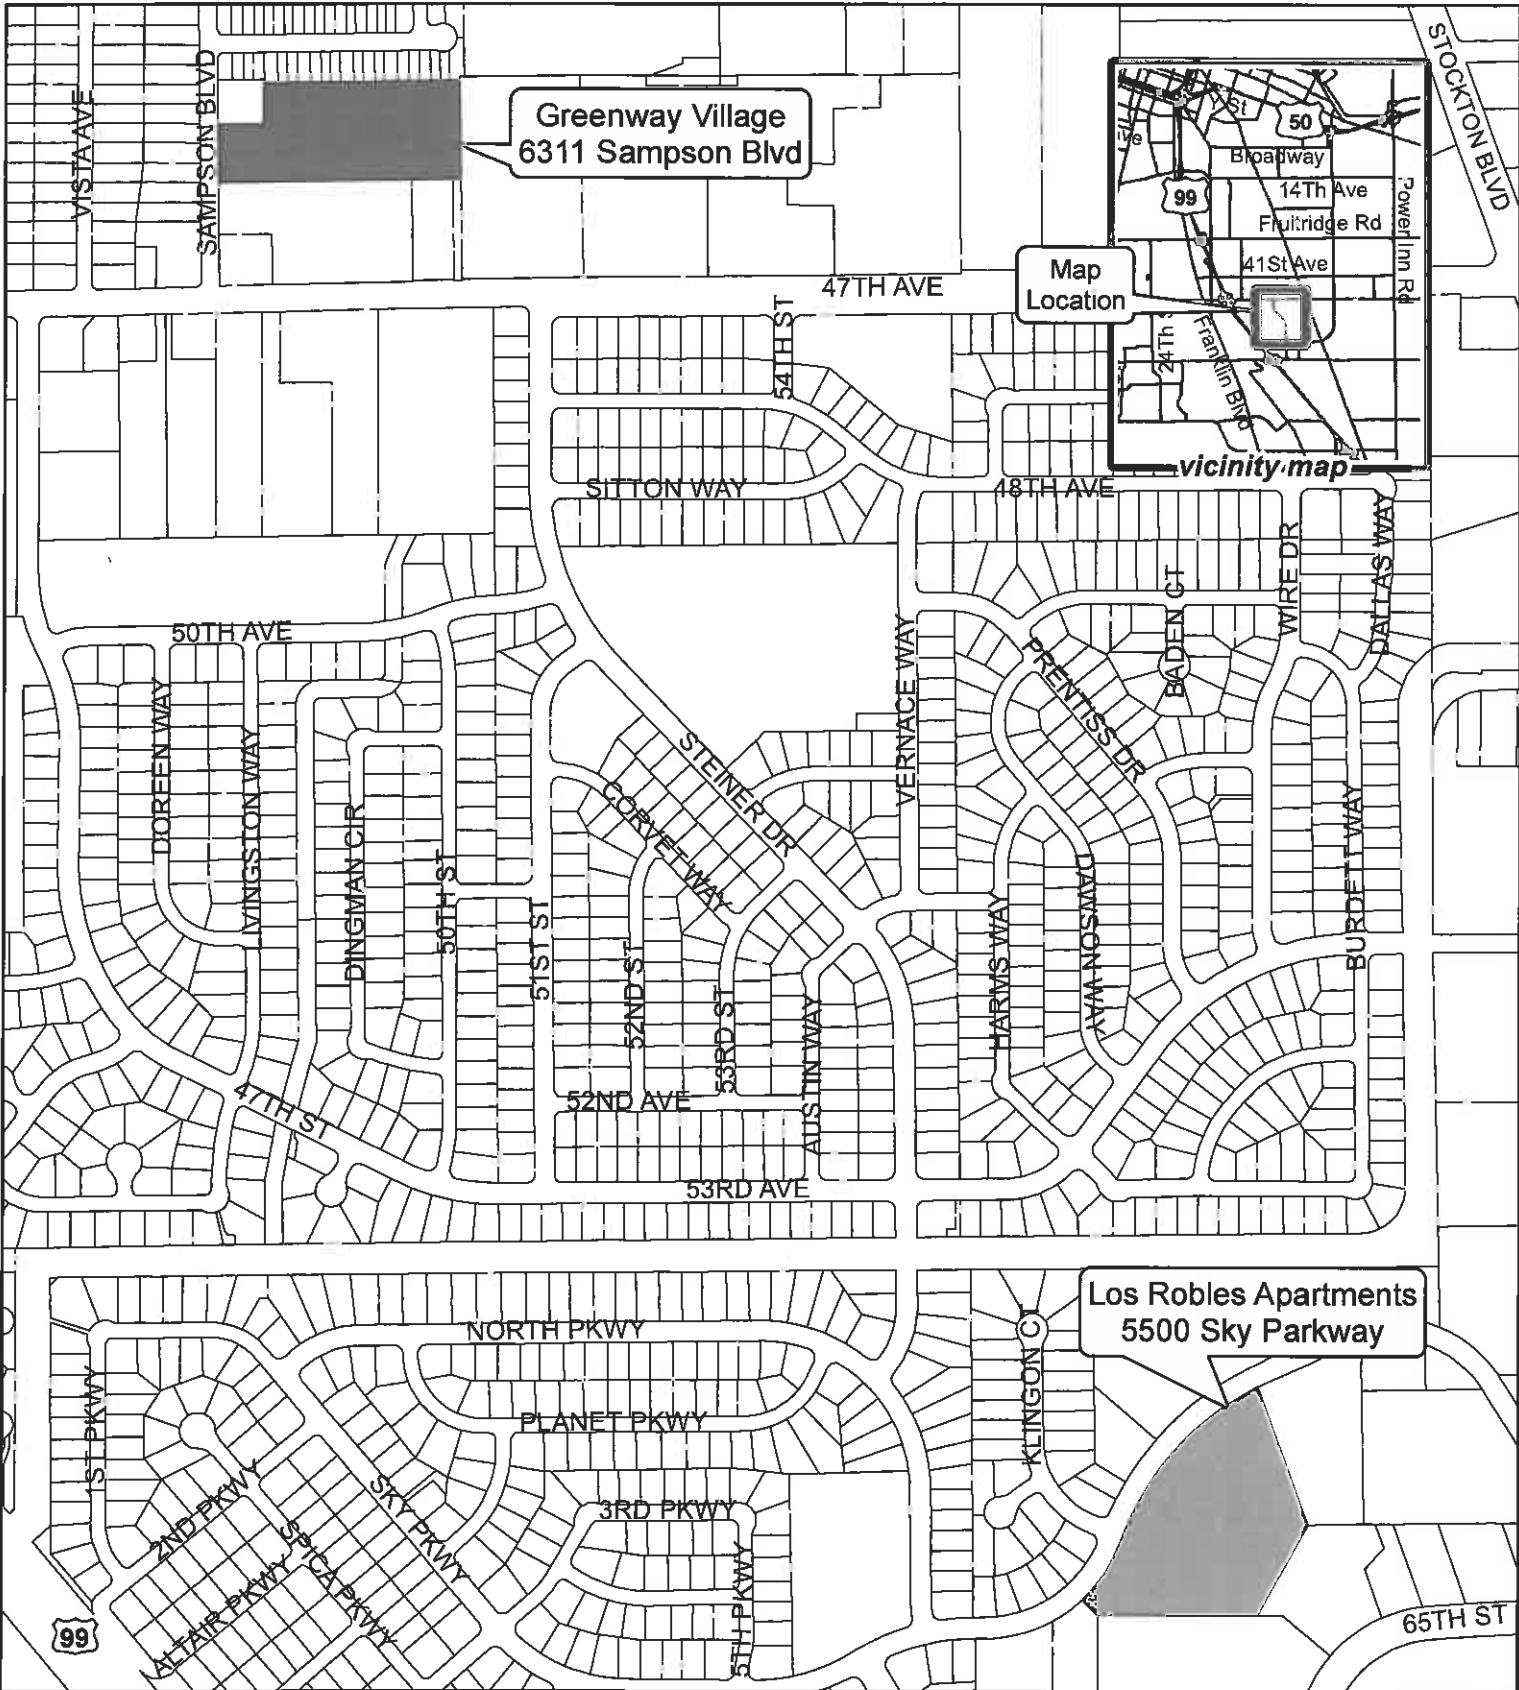 STOCKTON BLVD
VISTA AVE
SAMPSON BLVD
Greenway Village
6311 Sampson Blvd
Y St
50
Broadway
14Th Ave
99
Fruitridge Rd
Power Inn Rd
41St Ave
Map
Location
24Th S
Franklin Blvd
vicinity map
47TH AVE
54TH ST
SITTON WAY
48TH AVE
WIRE DR
DALLAS WAY
BADEN CT
50TH AVE
DOREEN WAY
LIVINGSTON WAY
DINGMAN CIR
50TH ST
51ST ST
STEINER DR
CORVET WAY
VERNACE WAY
PRENTISS DR
52ND ST
53RD ST
AUSTIN WAY
HARMS WAY
DAWSON WAY
BURDETT WAY
47TH ST
52ND AVE
53RD AVE
Los Robles Apartments
5500 Sky Parkway
NORTH PKWY
KLINGON CT
1ST PKWY
PLANET PKWY
2ND PKWY
SKY PKWY
3RD PKWY
SPICA PKWY
ALTAIR PKWY
5TH PKWY
99
65TH ST